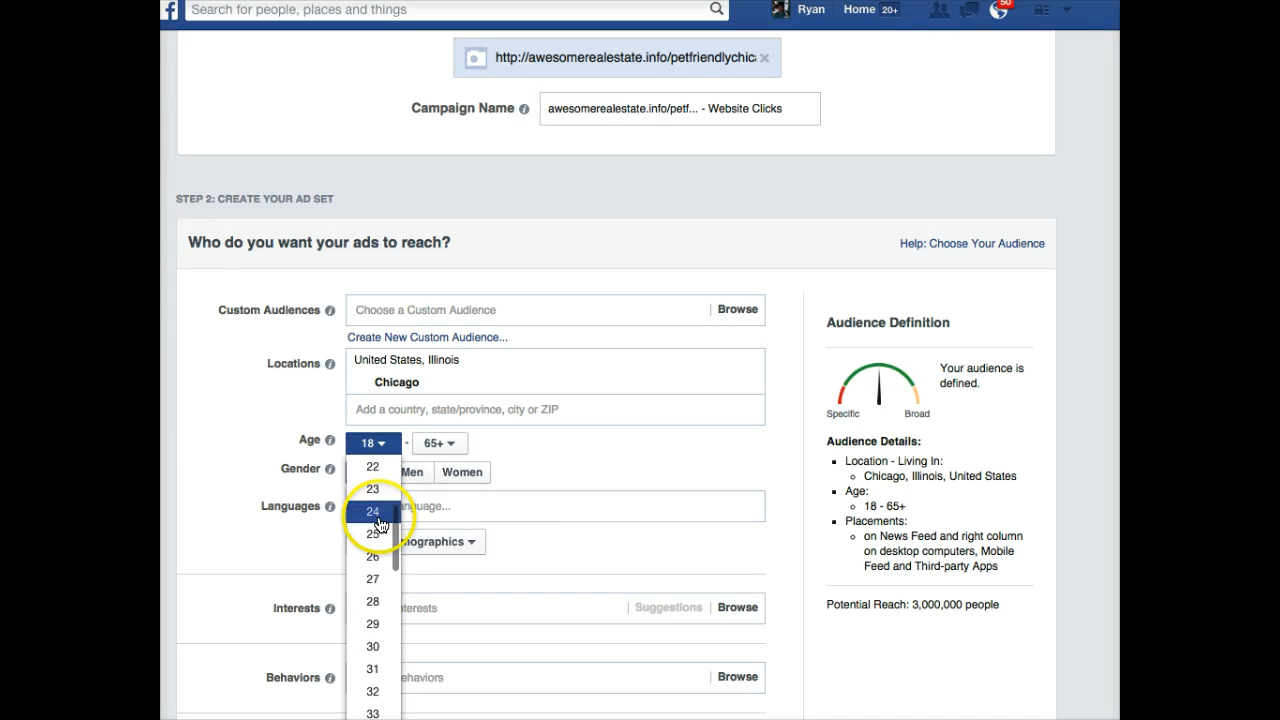 Search for people, places and things
Ryan
Home 20+
50
http://awesomerealestate.info/petfriendlychic
Campaign Name
awesomerealestate.info/petf... - Website Clicks
STEP 2: CREATE YOUR AD SET
Who do you want your ads to reach?
Help: Choose Your Audience
Custom Audiences
Choose a Custom Audience
Browse
Create New Custom Audience...
Locations
United States, Illinois
Chicago
Add a country, state/province, city or ZIP
Age
18 - 65+
Gender
Men
Women
Languages
anguage...
mographics
22
23
24
25
26
27
28
29
30
31
32
33
Interests
nterests
Suggestions
Browse
Behaviors
ehaviors
Browse
Audience Definition
Your audience is
defined.
Specific
Broad
Audience Details:
Location - Living In:
Chicago, Illinois, United States
Age:
18 - 65+
Placements:
on News Feed and right column
on desktop computers, Mobile
Feed and Third-party Apps
Potential Reach: 3,000,000 people